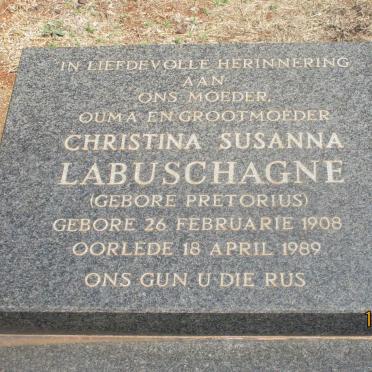 IN LIEFDEVOLLE HERINNERING
AAN
ONS MOEDER,
OUMA EN GROOTMOEDER
CHRISTINA SUSANNA
LABUSCHAGNE
(GEBORE PRETORIUS)
GEBORE 26 FEBRUARIE 1908
OORLEDE 18 APRIL 1989
ONS GUN U DIE RUS